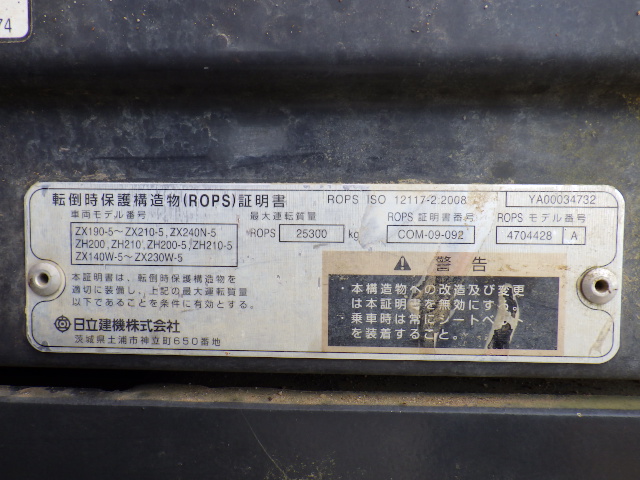 74
転倒時保護構造物(ROPS)証明書 ROPS ISO 12117-2:2008 YA00034732
車両モデル番号 最大運転質量 ROPS 証明書番号 ROPS モデル番号
ZX190-5～ZX210-5, ZX240N-5
ZH200, ZH210, ZH200-5, ZH210-5
ZX140W-5～ZX230W-5
ROPS 25300 kg COM-09-092 4704428 A
本証明書は、転倒時保護構造物を
適切に装備し、上記の最大運転質量
以下であることを条件に有効とする。
日立建機株式会社
茨城県土浦市神立町650番地
警告
・本構造物への改造及び変更
は本証明書を無効にする。
・乗車時は常にシートベルト
を装着すること。